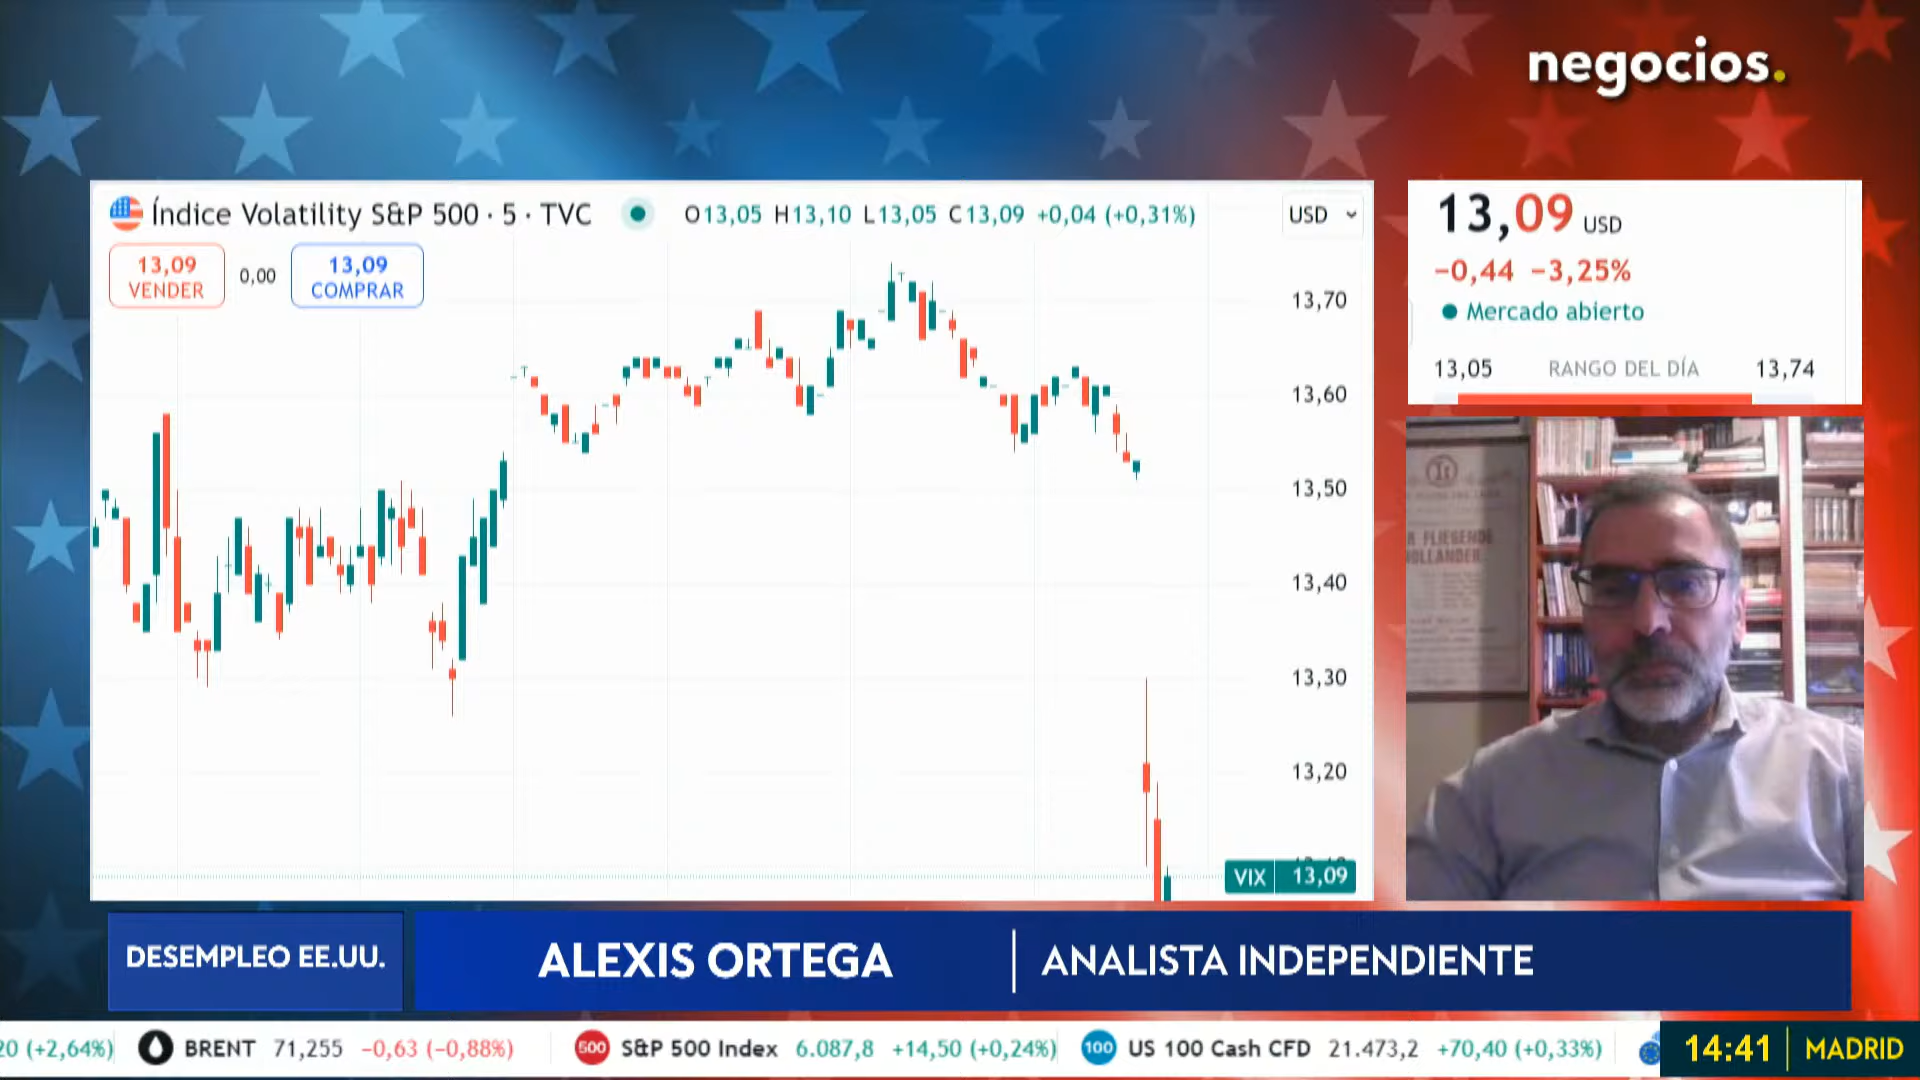 negocios.
Índice Volatility S&P 500 · 5 · TVC O13,05 H13,10 L13,05 C13,09 +0,04 (+0,31%)
USD
13,09
VENDER
0,00
13,09
COMPRAR
13,70
13,60
13,50
13,40
13,30
13,20
VIX 13,09
13,09 USD
−0,44 −3,25%
Mercado abierto
13,05 RANGO DEL DÍA 13,74
FLIEGENDE
HOLLÄNDER
DESEMPLEO EE.UU.
ALEXIS ORTEGA
ANALISTA INDEPENDIENTE
20 (+2,64%) BRENT 71,255 −0,63 (−0,88%) 500 S&P 500 Index 6.087,8 +14,50 (+0,24%) 100 US 100 Cash CFD 21.473,2 +70,40 (+0,33%)
14:41 MADRID